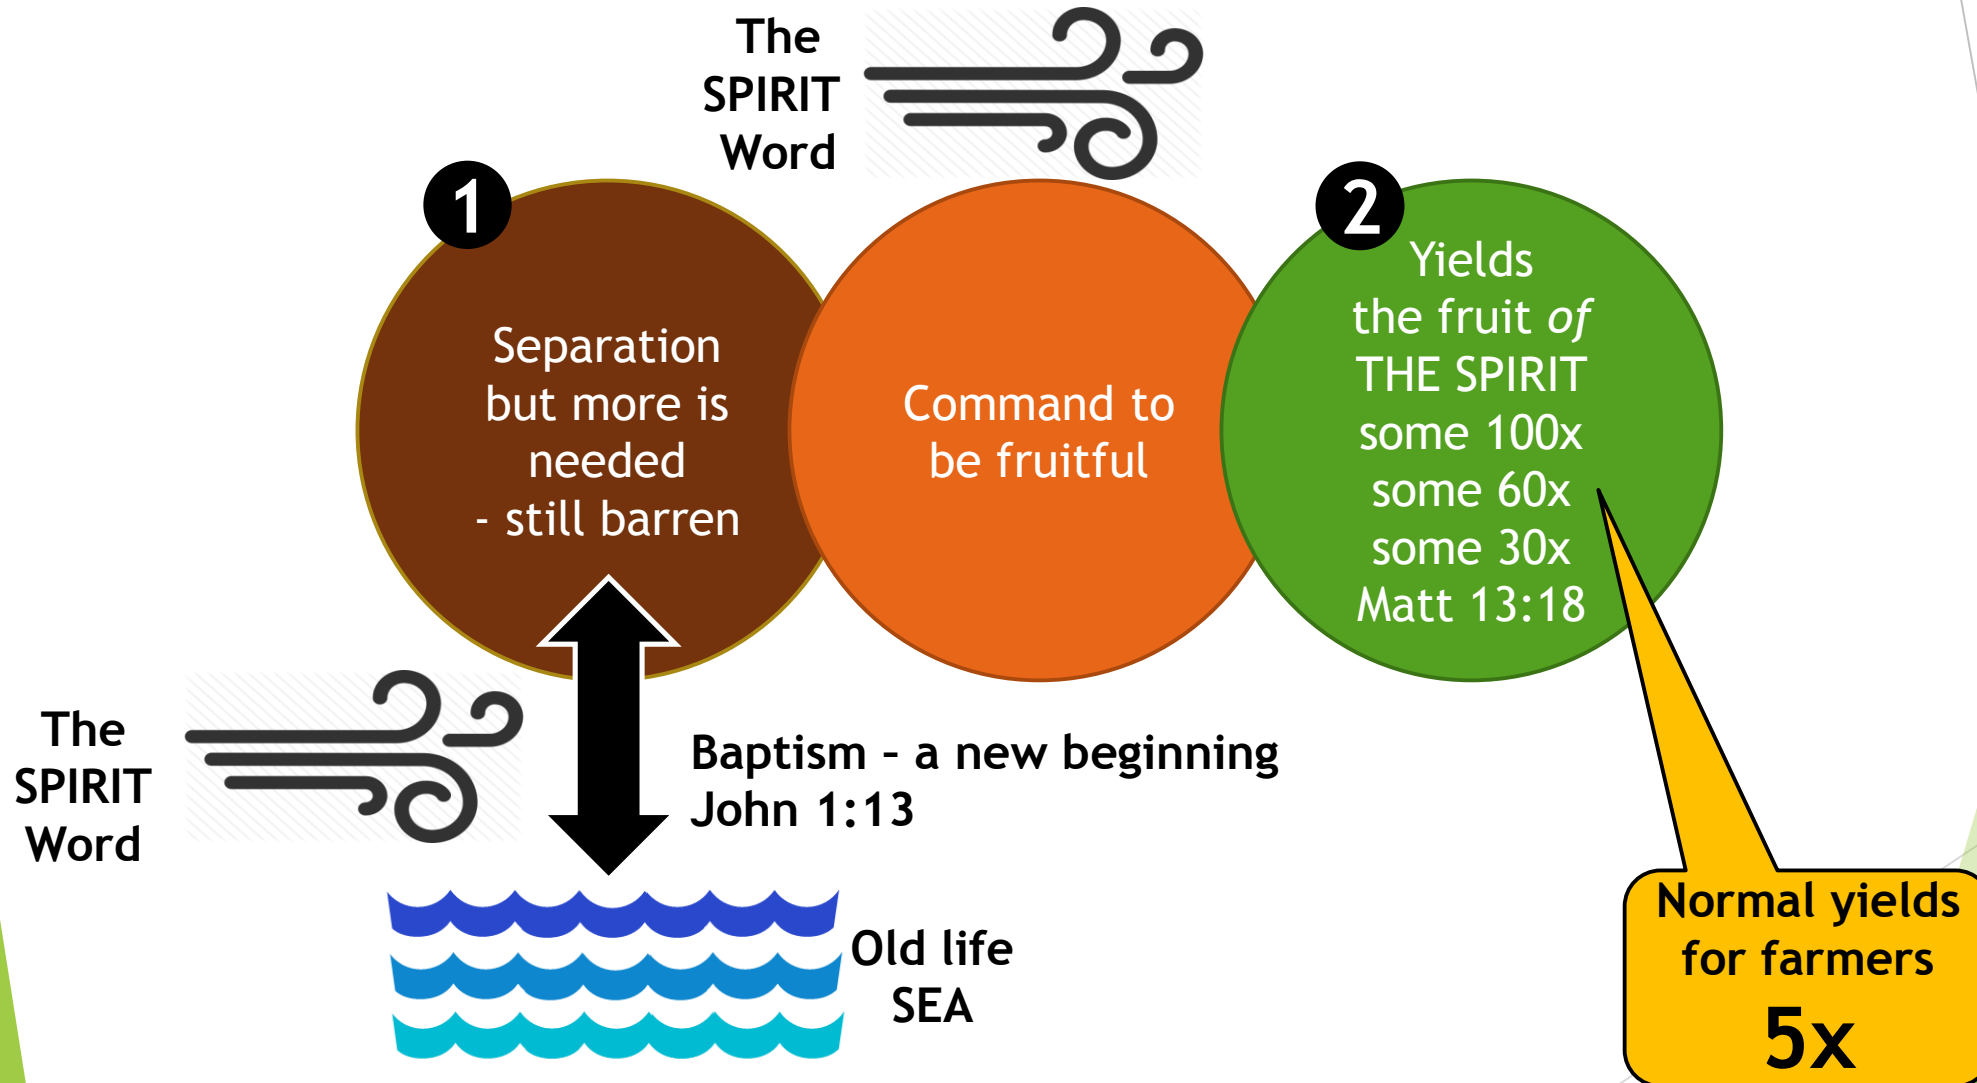 The
SPIRIT
Word
1
Separation
but more is
needed
- still barren
Command to
be fruitful
2
Yields
the fruit of
THE SPIRIT
some 100x
some 60x
some 30x
Matt 13:18
The
SPIRIT
Word
Baptism – a new beginning
John 1:13
Old life
SEA
Normal yields
for farmers
5x